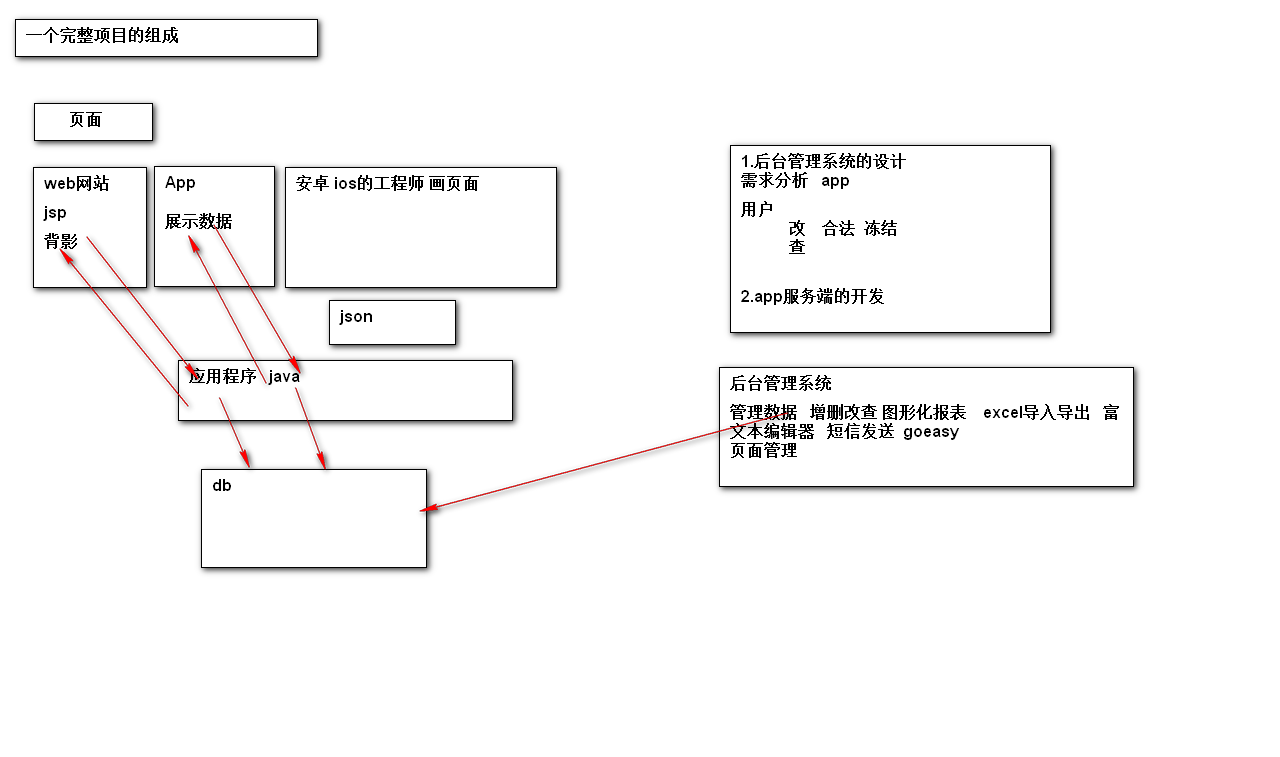 一个完整项目的组成
页面
web网站
jsp
背影
App
展示数据
安卓 ios的工程师 画页面
json
应用程序 java
db
1.后台管理系统的设计
需求分析 app
用户
改 合法 冻结
查
2.app服务端的开发
后台管理系统
管理数据 增删改查 图形化报表 excel导入导出 富
文本编辑器 短信发送 goeasy
页面管理